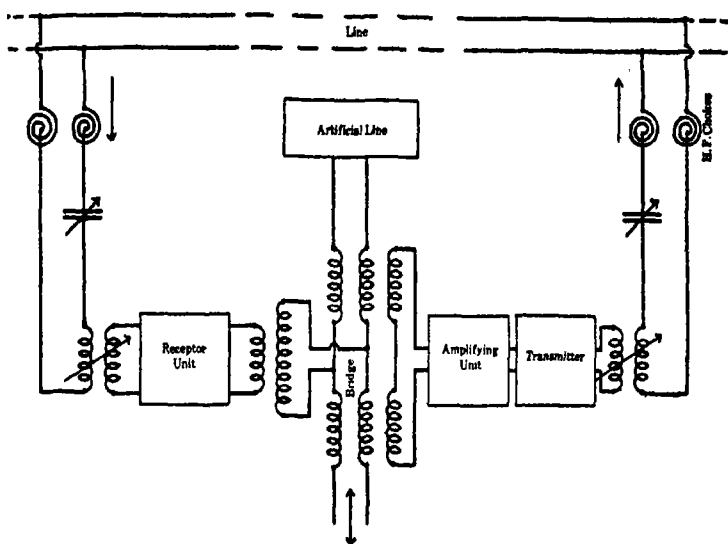 Line
Artificial Line
H.F. Chokes
Receptor
Unit
Bridge
Amplifying
Unit
Transmitter